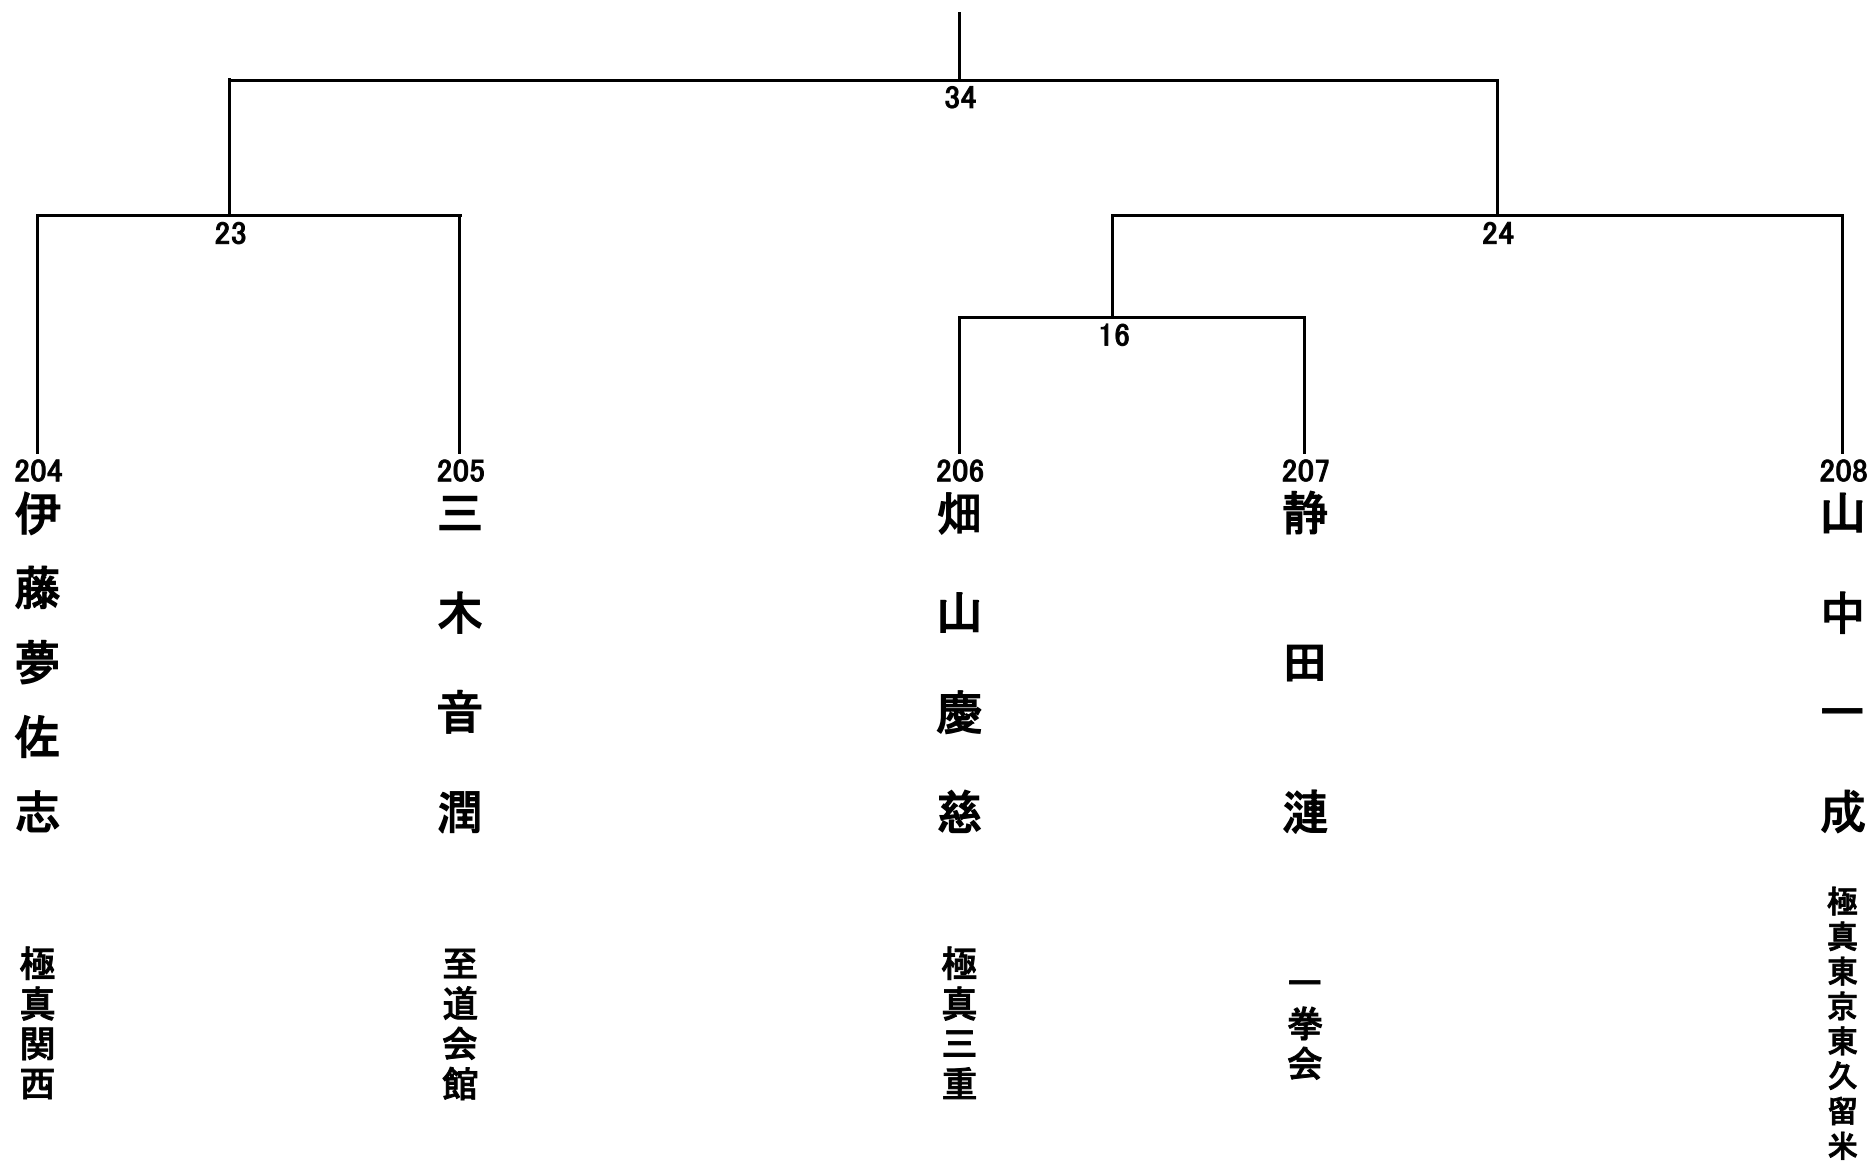 34
23
24
16
204
伊藤夢佐志
極真関西
205
三木音潤
至道会館
206
畑山慶慈
極真三重
207
静田漣
一拳会
208
山中一成
極真東京東久留米